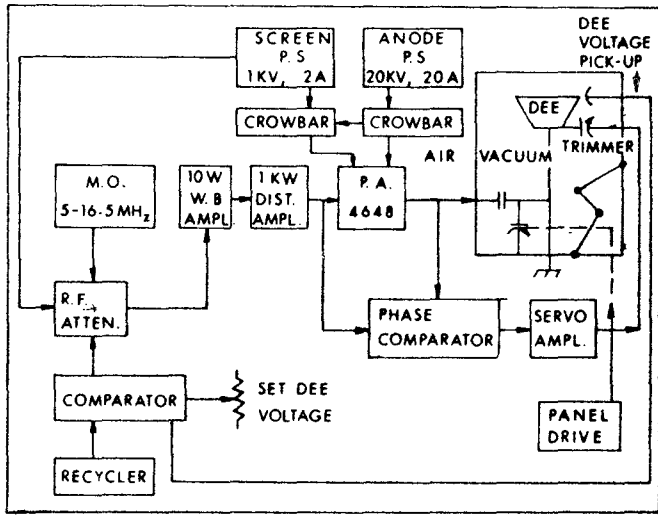 SCREEN
P.S
1KV, 2A
ANODE
P.S
20KV, 20A
DEE
VOLTAGE
PICK-UP
DEE
CROWBAR
CROWBAR
TRIMMER
AIR
VACUUM
M.O.
5-16.5MHz
10W
W.B
AMPL.
1KW
DIST.
AMPL.
P.A.
4648
R.F.
ATTEN.
PHASE
COMPARATOR
SERVO
AMPL.
COMPARATOR
SET DEE
VOLTAGE
PANEL
DRIVE
RECYCLER